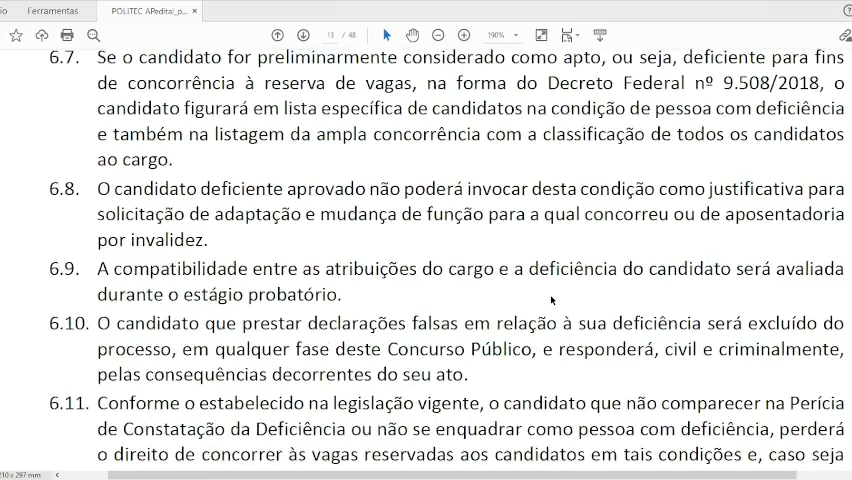 io Ferramentas POLITEC APedital_p... ×
13 / 48 190%
6.7. Se o candidato for preliminarmente considerado como apto, ou seja, deficiente para fins
de concorrência à reserva de vagas, na forma do Decreto Federal nº 9.508/2018, o
candidato figurará em lista específica de candidatos na condição de pessoa com deficiência
e também na listagem da ampla concorrência com a classificação de todos os candidatos
ao cargo.
6.8. O candidato deficiente aprovado não poderá invocar desta condição como justificativa para
solicitação de adaptação e mudança de função para a qual concorreu ou de aposentadoria
por invalidez.
6.9. A compatibilidade entre as atribuições do cargo e a deficiência do candidato será avaliada
durante o estágio probatório.
6.10. O candidato que prestar declarações falsas em relação à sua deficiência será excluído do
processo, em qualquer fase deste Concurso Público, e responderá, civil e criminalmente,
pelas consequências decorrentes do seu ato.
6.11. Conforme o estabelecido na legislação vigente, o candidato que não comparecer na Perícia
de Constatação da Deficiência ou não se enquadrar como pessoa com deficiência, perderá
o direito de concorrer às vagas reservadas aos candidatos em tais condições e, caso seja
210 x 297 mm